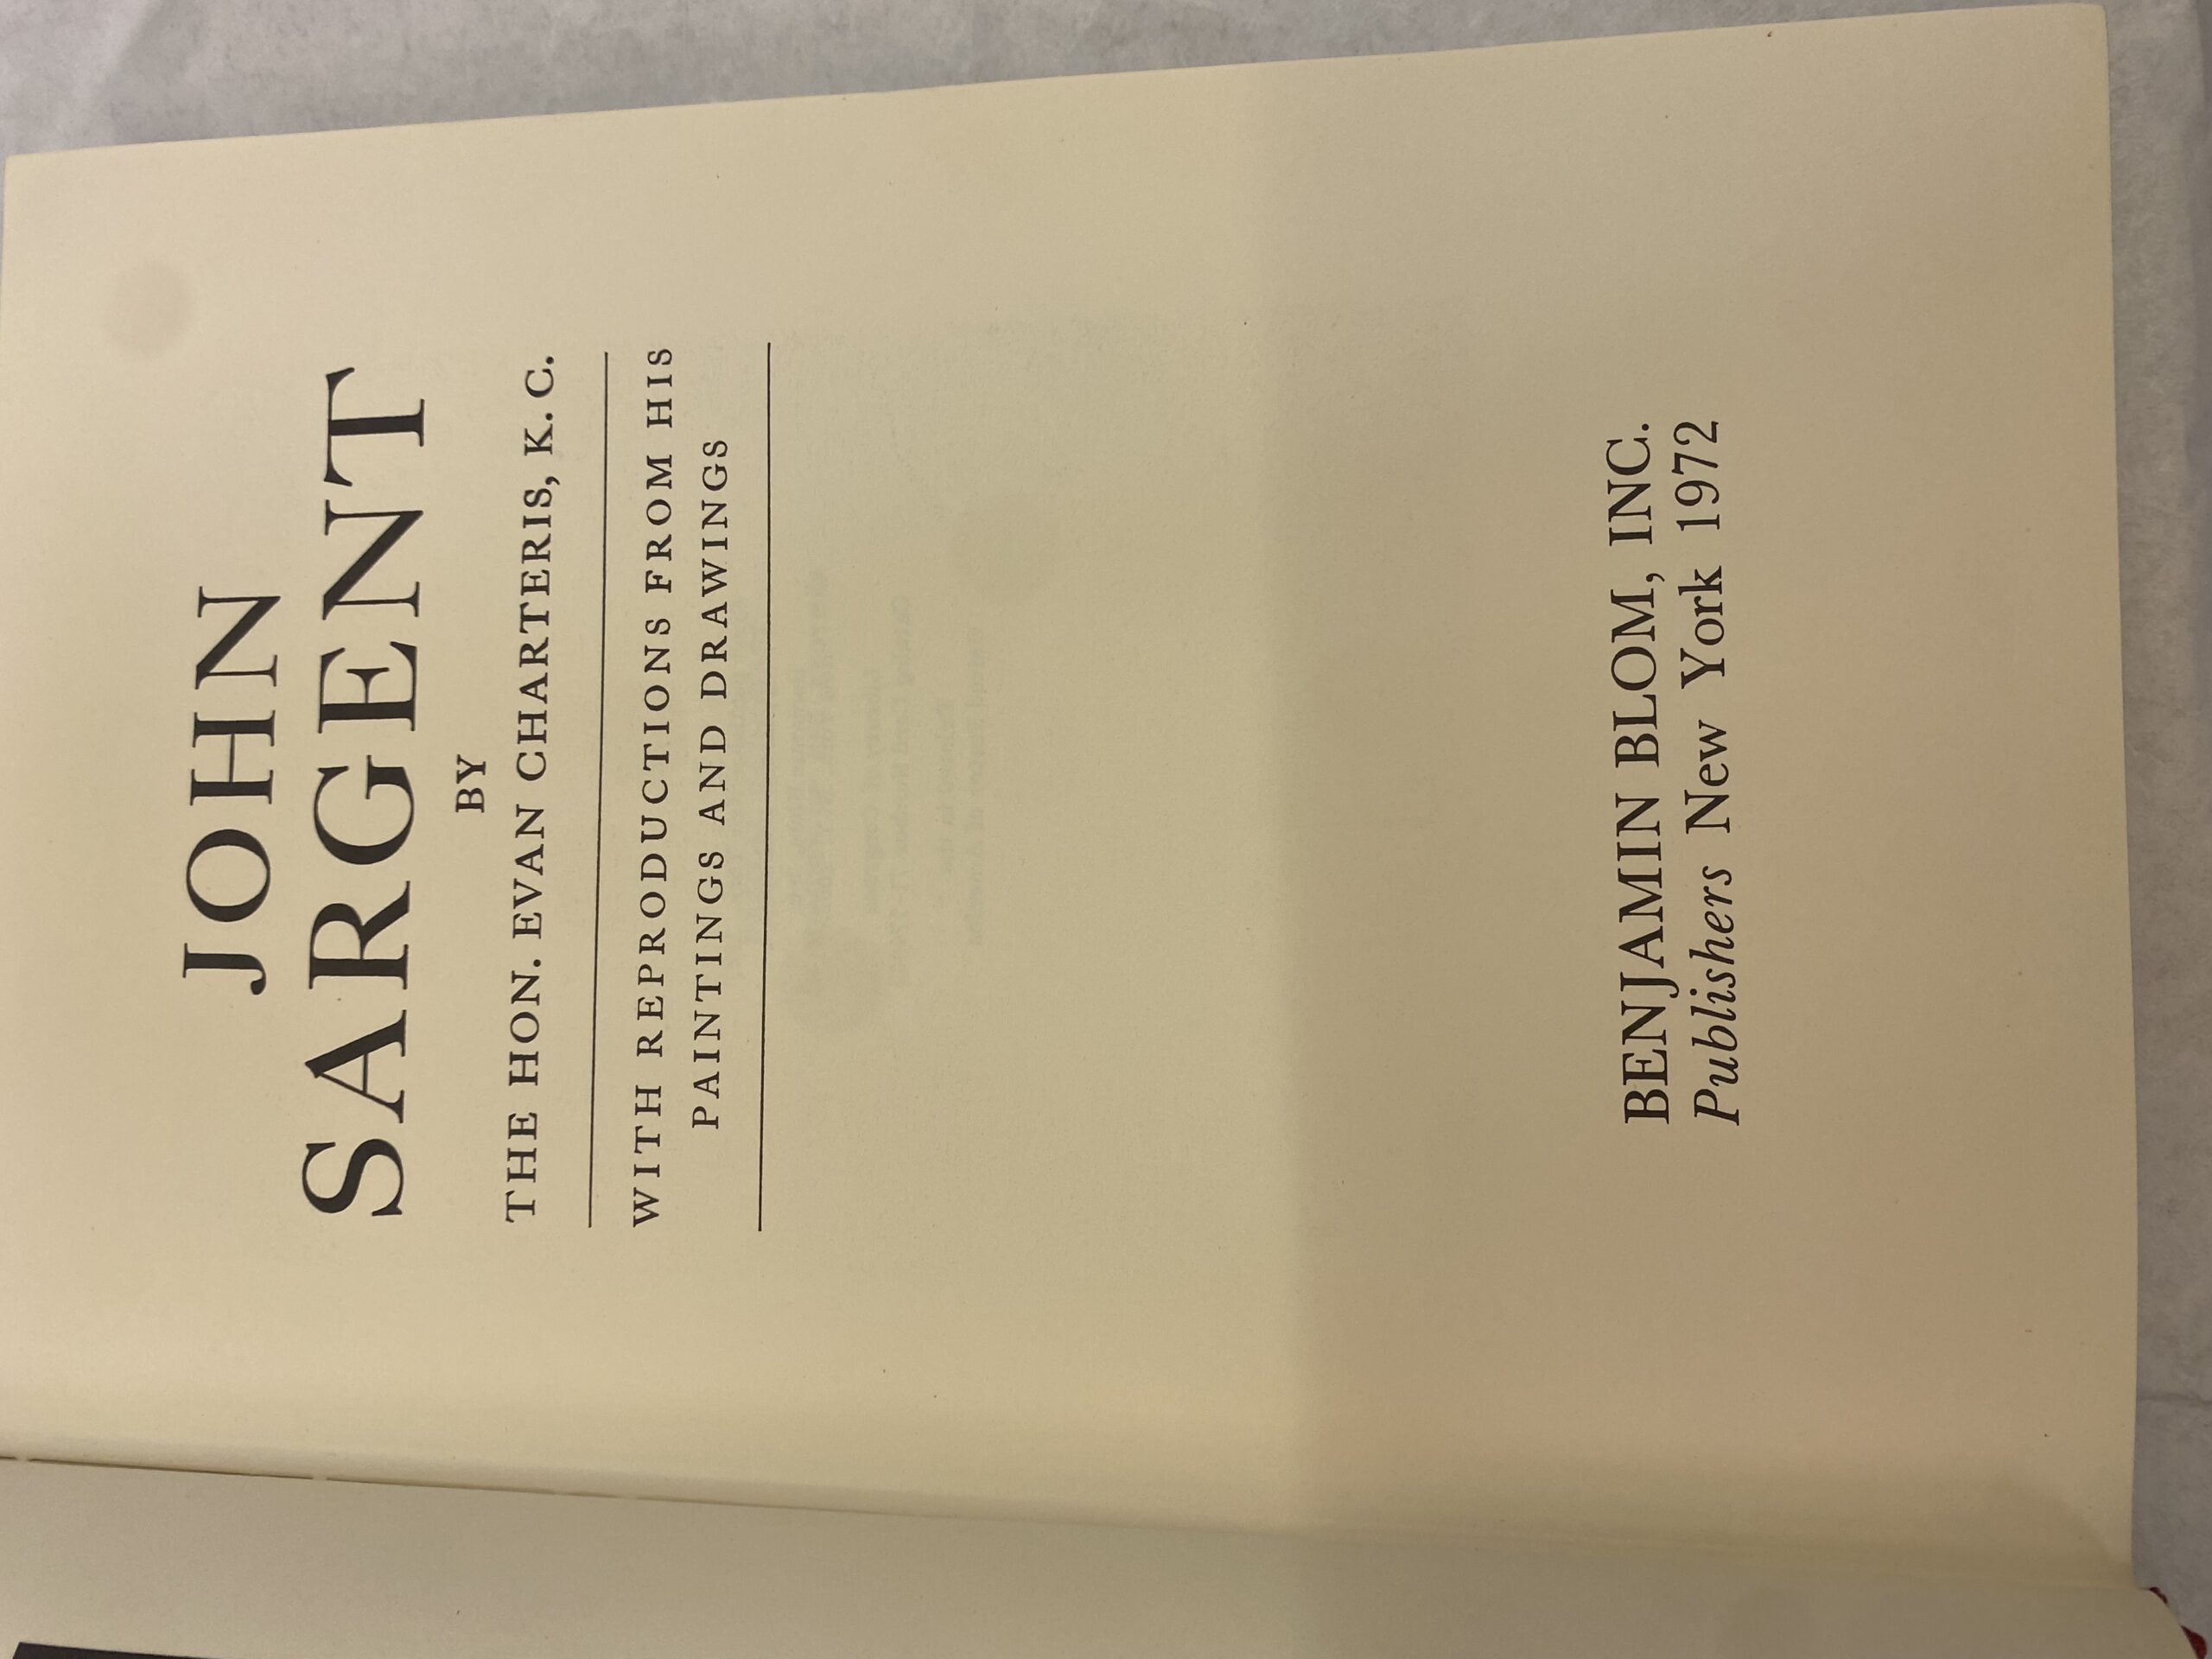 JOHN
SARGENT
BY
THE HON. EVAN CHARTERIS, K. C.
WITH REPRODUCTIONS FROM HIS
PAINTINGS AND DRAWINGS
BENJAMIN BLOM, INC.
Publishers New York 1972